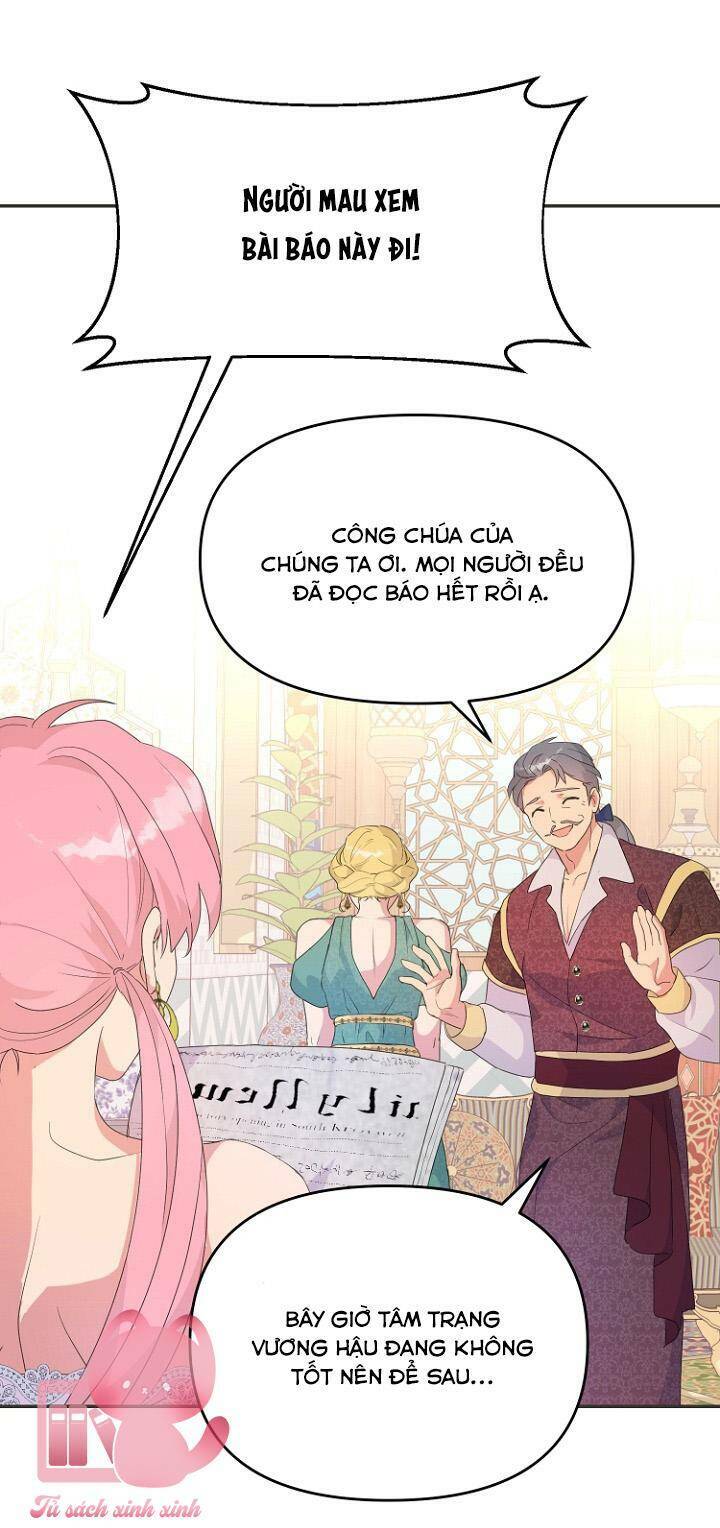 NGƯỜI MAU XEM
BÀI BÁO NÀY ĐI!
CÔNG CHÚA CỦA
CHÚNG TA ƠI. MỌI NGƯỜI ĐỀU
ĐÃ ĐỌC BÁO HẾT RỒI Ạ.
BÂY GIỜ TÂM TRẠNG
VƯƠNG HẬU ĐANG KHÔNG
TỐT NÊN ĐỂ SAU...
Tủ sách xinh xinh